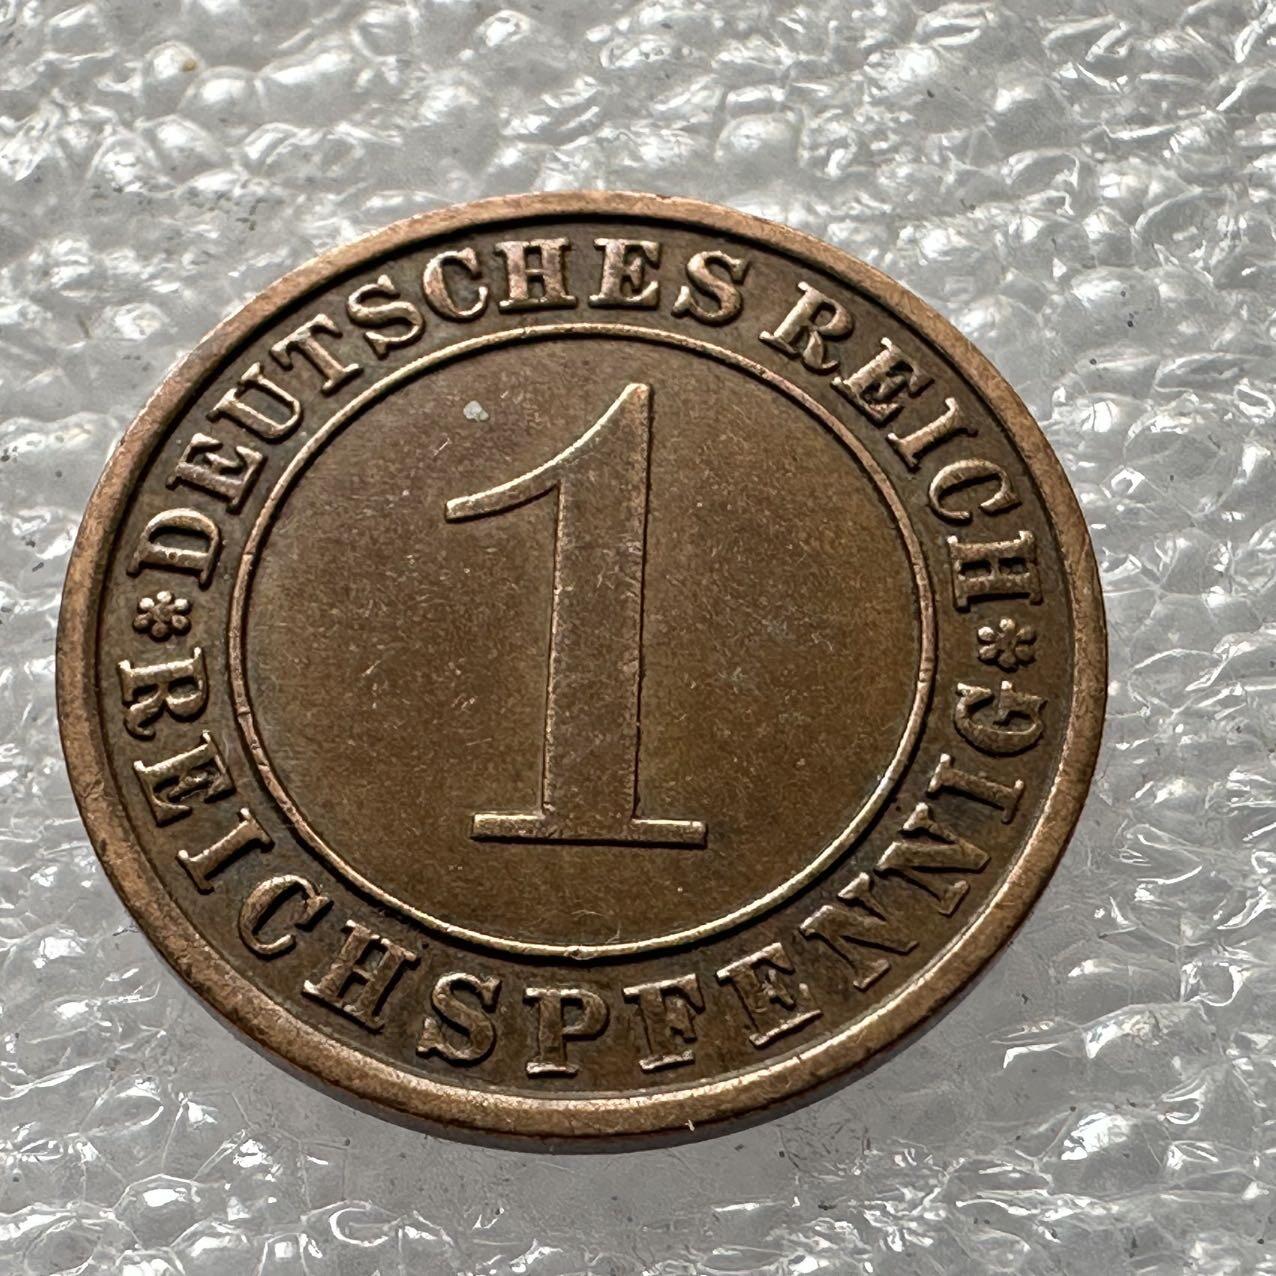 DEUTSCHES REICH
1
REICHSPFENNIG